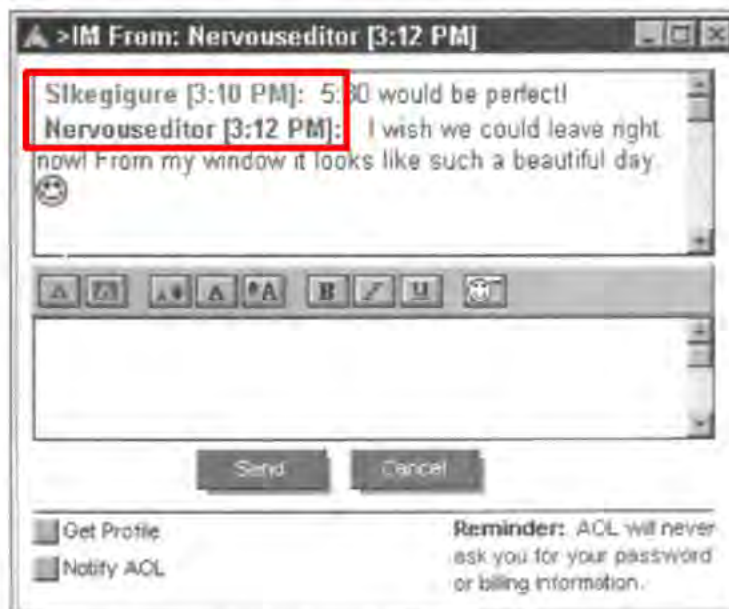 >IM From: Nervouseditor [3:12 PM]
Slkegigure [3:10 PM]: 5:30 would be perfect!
Nervouseditor [3:12 PM]: I wish we could leave right
now! From my window it looks like such a beautiful day.
A A A B I U
Send Cancel
Get Profile
Notify AOL
Reminder: AOL will never
ask you for your password
or billing information.